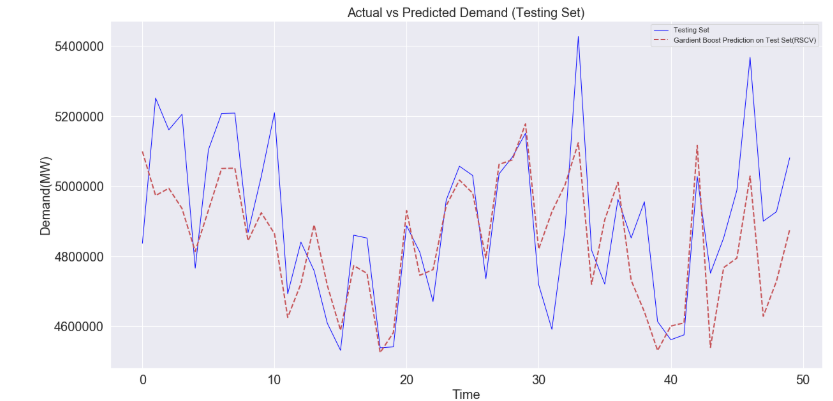 Actual vs Predicted Demand (Testing Set)
Testing Set
Gardient Boost Prediction on Test Set(RSCV)
Demand(MW)
5400000
5200000
5000000
4800000
4600000
0 10 20 30 40 50
Time